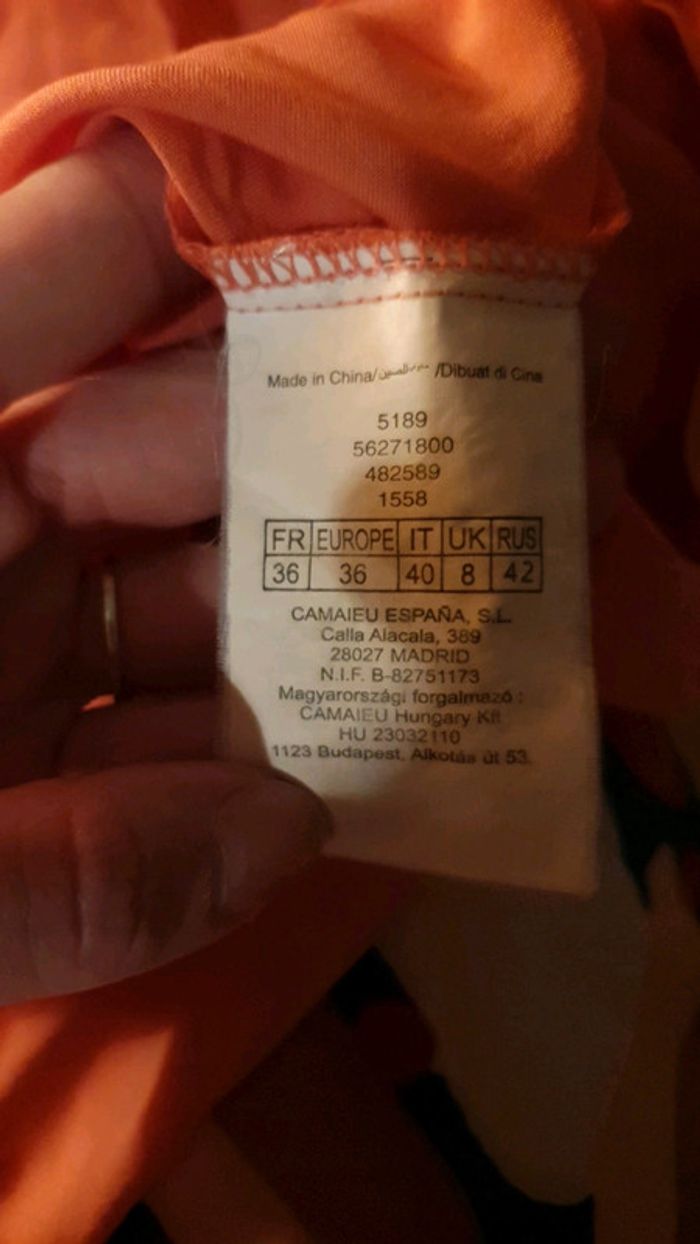 Made in China/ /Dibuat di Cina
5189
56271800
482589
1558
FR EUROPE IT UK RUS
36 36 40 8 42
CAMAIEU ESPAÑA, S.L.
Calla Alacala, 389
28027 MADRID
N.I.F. B-82751173
Magyarországi forgalmazó :
CAMAIEU Hungary Kft
HU 23032110
1123 Budapest, Alkotás út 53.